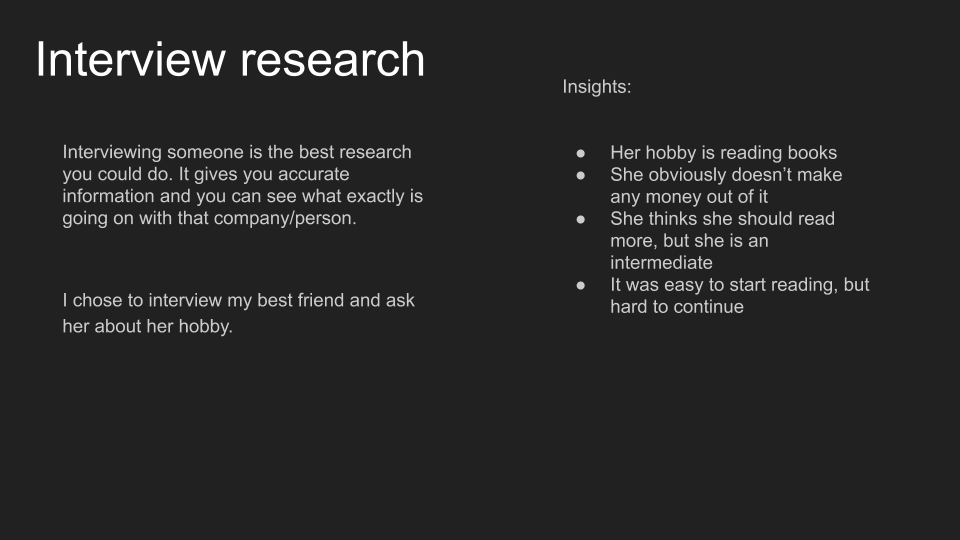 Interview research
Interviewing someone is the best research
you could do. It gives you accurate
information and you can see what exactly is
going on with that company/person.
I chose to interview my best friend and ask
her about her hobby.
Insights:
● Her hobby is reading books
● She obviously doesn’t make
any money out of it
● She thinks she should read
more, but she is an
intermediate
● It was easy to start reading, but
hard to continue